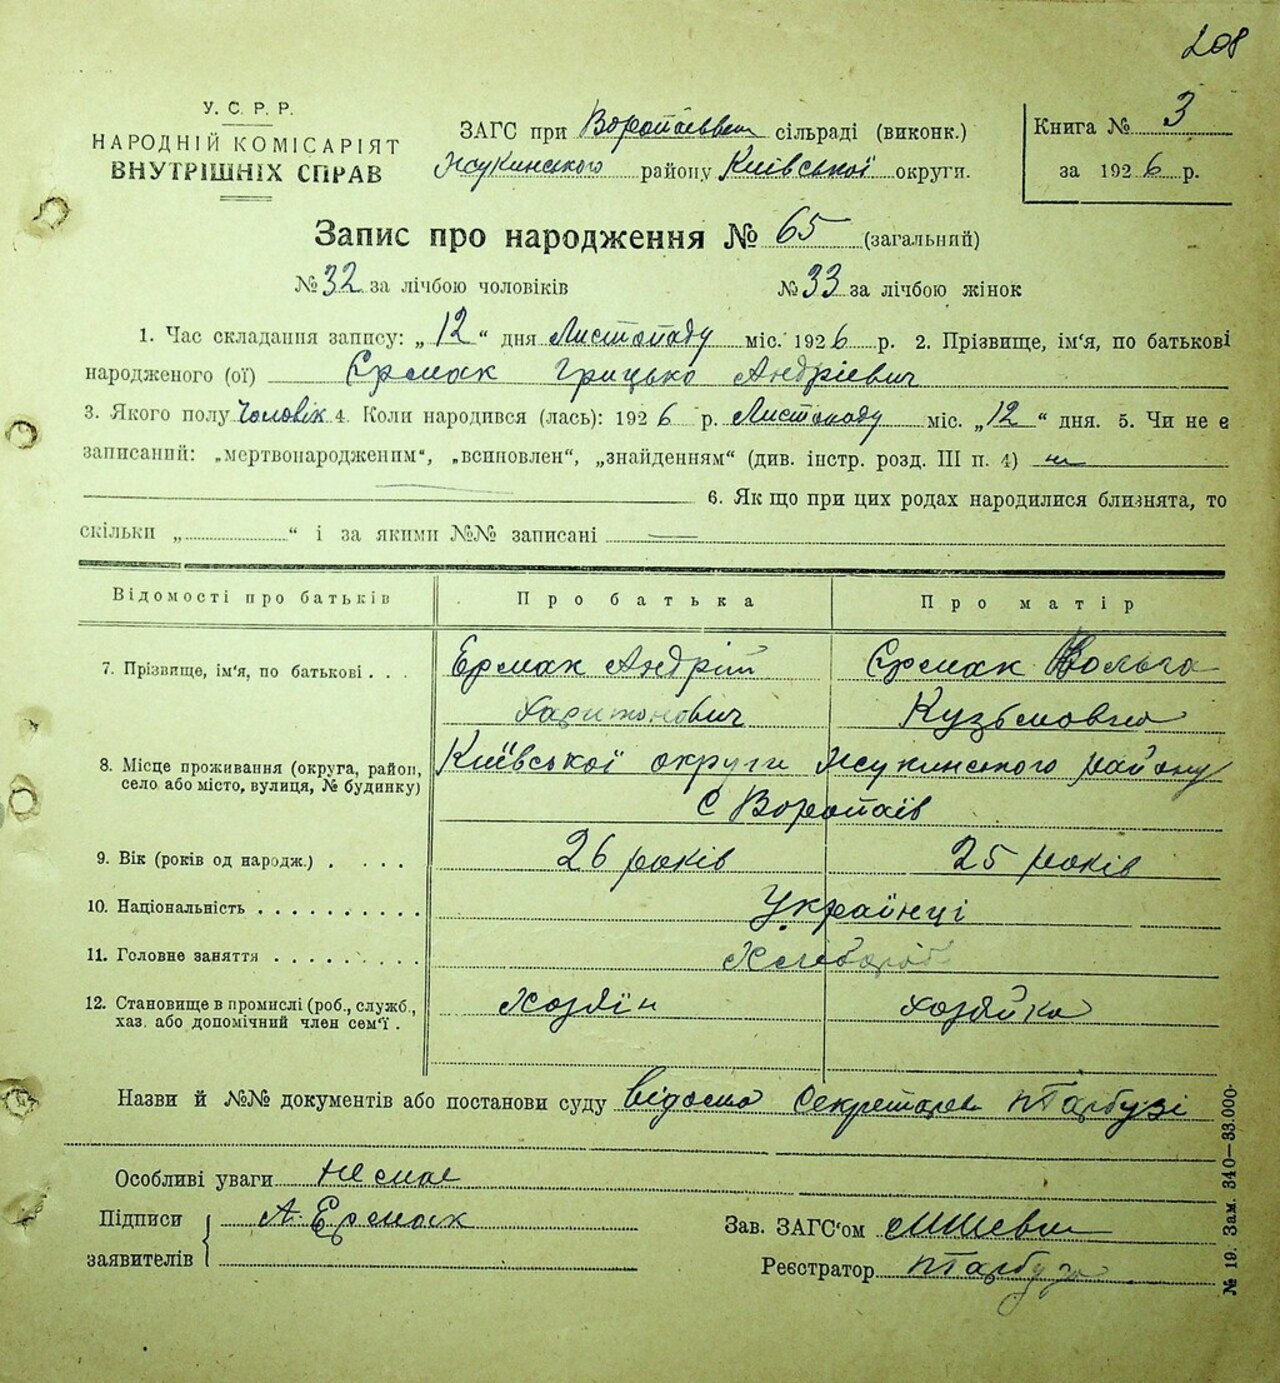 208
У. С. Р. Р.
НАРОДНІЙ КОМІСАРІЯТ
ВНУТРІШНІХ СПРАВ
ЗАГС при сільраді (виконк.)
Жукинського району Київської округи.
Книга № 3
за 1926 р.
Запис про народження № 65 (загальний)
№ 32 за лічбою чоловіків № 33 за лічбою жінок
1. Час складання запису: „12“ дня Листопаду міс. 1926 р. 2. Прізвище, ім‘я, по батькові
народженого (ої) Єрмак Грицько Андрієвич
3. Якого полу Чоловік 4. Коли народився (лась): 1926 р. Листопаду міс. „12“ дня. 5. Чи не є
записаний: „мертвонародженим“, „всиновлен“, „знайденням“ (див. інстр. розд. III п. 4) ні
6. Як що при цих родах народилися близнята, то
скільки „ “ і за якими №№ записані
Відомості про батьків Про батька Про матір
7. Прізвище, ім‘я, по батькові . . . Ермак Андрій Єрмак Вольга
Харитонович Кузьмовна
8. Місце проживання (округа, район,
село або місто, вулиця, № будинку)
Київської округи Жукинського району
С Воропаїв
9. Вік (років од народж.) . . . . 26 років 25 років
10. Національність . . . . . . . . . . Українці
11. Головне заняття . . . . . . . . . Хлібороб
12. Становище в промислі (роб., служб.,
хаз. або допомічний член сем‘ї .
Хозяїн Хозяйка
Назви й №№ документів або постанови суду відомо Секретарев Тарбузі
Особливі уваги Не має
Підписи
заявителів
А. Ермак
Зав. ЗАГС‘ом
Реєстратор
№ 19. Зам. 340—33.000